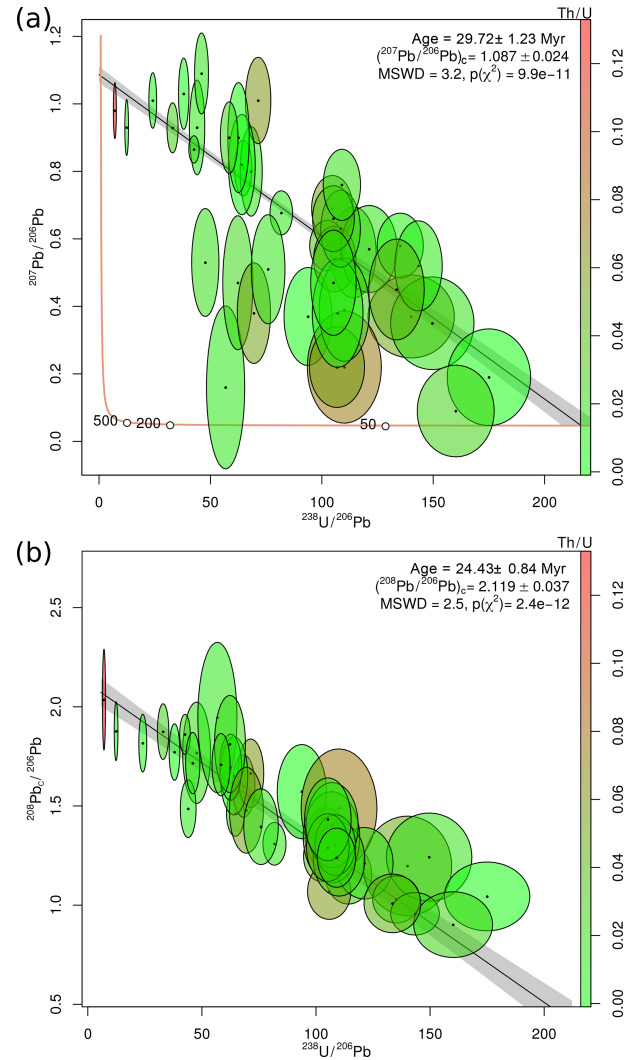 (a)
Th/U
Age = 29.72± 1.23 Myr
(²⁰⁷Pb/²⁰⁶Pb)c= 1.087 ± 0.024
MSWD = 3.2, p(χ²) = 9.9e−11
²⁰⁷Pb/²⁰⁶Pb
1.2
1.0
0.8
0.6
0.4
0.2
0.0
500
200
50
0.12
0.10
0.08
0.06
0.04
0.02
0.00
0
50
100
150
200
²³⁸U/²⁰⁶Pb
(b)
Th/U
Age = 24.43± 0.84 Myr
(²⁰⁸Pb/²⁰⁶Pb)c= 2.119 ± 0.037
MSWD = 2.5, p(χ²)= 2.4e−12
²⁰⁸Pbc/²⁰⁶Pb
2.5
2.0
1.5
1.0
0.5
0.12
0.10
0.08
0.06
0.04
0.02
0.00
0
50
100
150
200
²³⁸U/²⁰⁶Pb